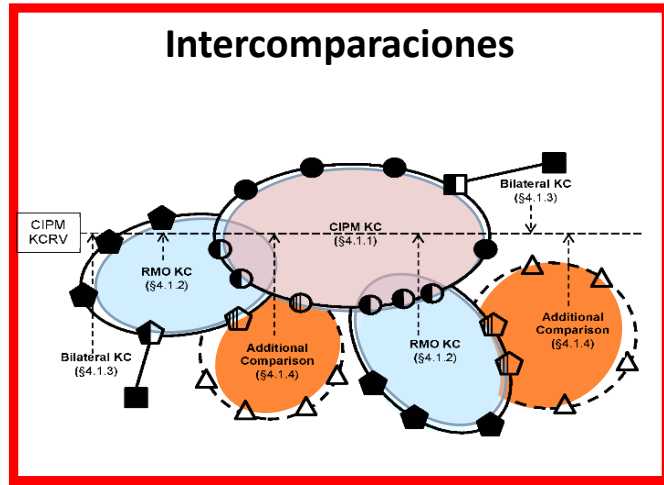 Intercomparaciones
Bilateral KC
(§4.1.3)
CIPM
KCRV
CIPM KC
(§4.1.1)
RMO KC
(§4.1.2)
Bilateral KC
(§4.1.3)
Additional
Comparison
(§4.1.4)
RMO KC
(§4.1.2)
Additional
Comparison
(§4.1.4)